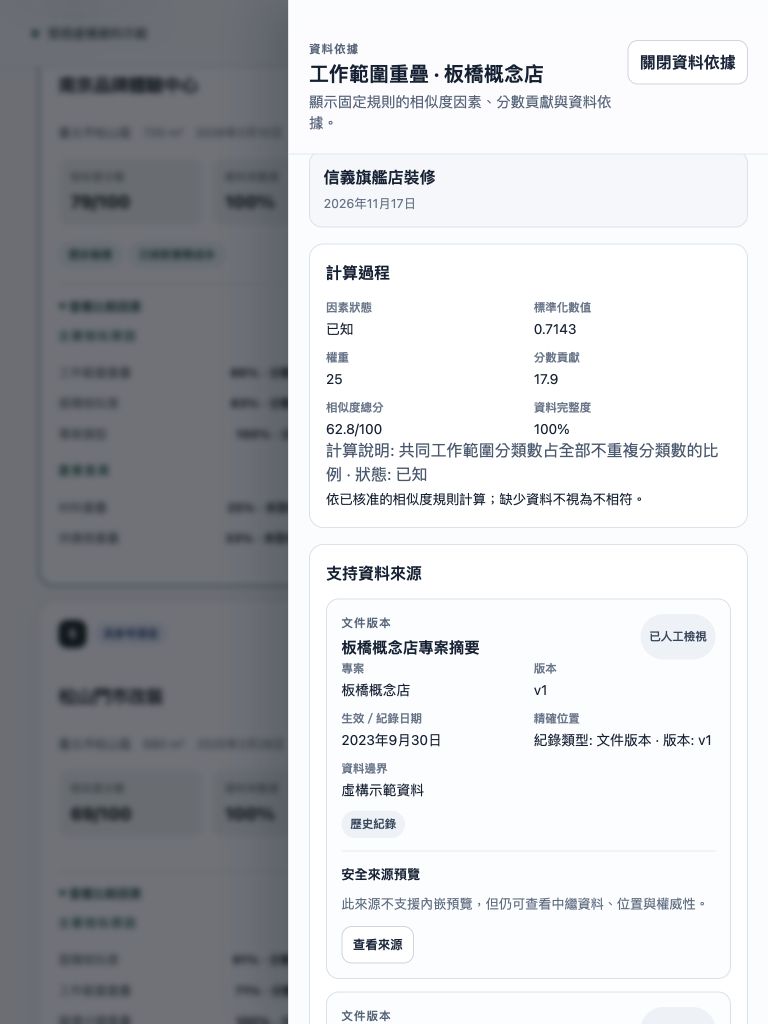 資料依據
工作範圍重疊 · 板橋概念店
顯示固定規則的相似度因素、分數貢獻與資料依
據。
關閉資料依據
信義旗艦店裝修
2026年11月17日
計算過程
因素狀態
標準化數值
已知
0.7143
權重
分數貢獻
25
17.9
相似度總分
資料完整度
62.8/100
100%
計算說明: 共同工作範圍分類數占全部不重複分類數的比
例 · 狀態: 已知
依已核准的相似度規則計算；缺少資料不視為不相符。
支持資料來源
文件版本
板橋概念店專案摘要
已人工檢視
專案
版本
板橋概念店
v1
生效 / 紀錄日期
精確位置
2023年9月30日
紀錄類型: 文件版本 · 版本: v1
資料邊界
虛構示範資料
歷史紀錄
安全來源預覽
此來源不支援內嵌預覽，但仍可查看中繼資料、位置與權威性。
查看來源
文件版本
79/100
100%
69/100
100%